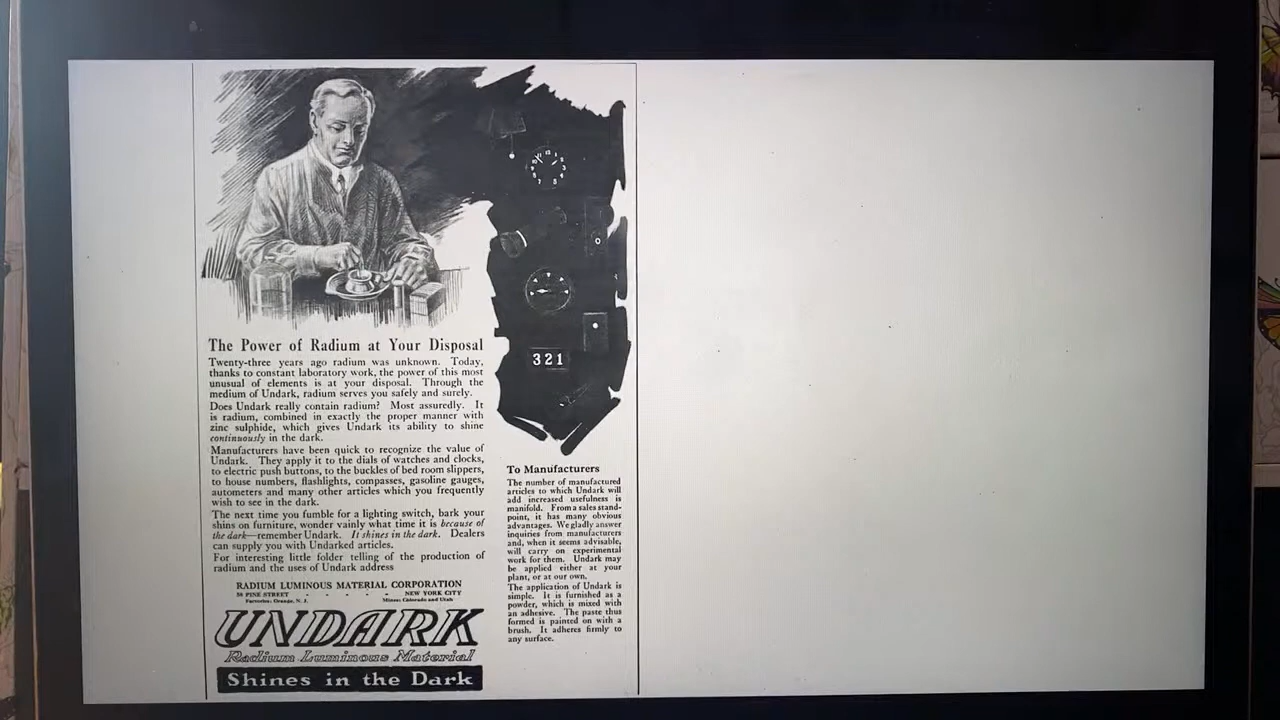 12
11
10
3
7
5
321
The Power of Radium at Your Disposal
Twenty-three years ago radium was unknown. Today,
thanks to constant laboratory work, the power of this most
unusual of elements is at your disposal. Through the
medium of Undark, radium serves you safely and surely.
Does Undark really contain radium? Most assuredly. It
is radium, combined in exactly the proper manner with
zinc sulphide, which gives Undark its ability to shine
continuously in the dark.
Manufacturers have been quick to recognize the value of
Undark. They apply it to the dials of watches and clocks,
to electric push buttons, to the buckles of bed room slippers,
to house numbers, flashlights, compasses, gasoline gauges,
autometers and many other articles which you frequently
wish to see in the dark.
The next time you fumble for a lighting switch, bark your
shins on furniture, wonder vainly what time it is because of
the dark—remember Undark. It shines in the dark. Dealers
can supply you with Undarked articles.
For interesting little folder telling of the production of
radium and the uses of Undark address
RADIUM LUMINOUS MATERIAL CORPORATION
58 PINE STREET - - - - - NEW YORK CITY
Factories: Orange, N. J. Mines: Colorado and Utah
UNDARK
Radium Luminous Material
Shines in the Dark
To Manufacturers
The number of manufactured
articles to which Undark will
add increased usefulness is
manifold. From a sales stand-
point, it has many obvious
advantages. We gladly answer
inquiries from manufacturers
and, when it seems advisable,
will carry on experimental
work for them. Undark may
be applied either at your
plant, or at our own.
The application of Undark is
simple. It is furnished as a
powder, which is mixed with
an adhesive. The paste thus
formed is painted on with a
brush. It adheres firmly to
any surface.